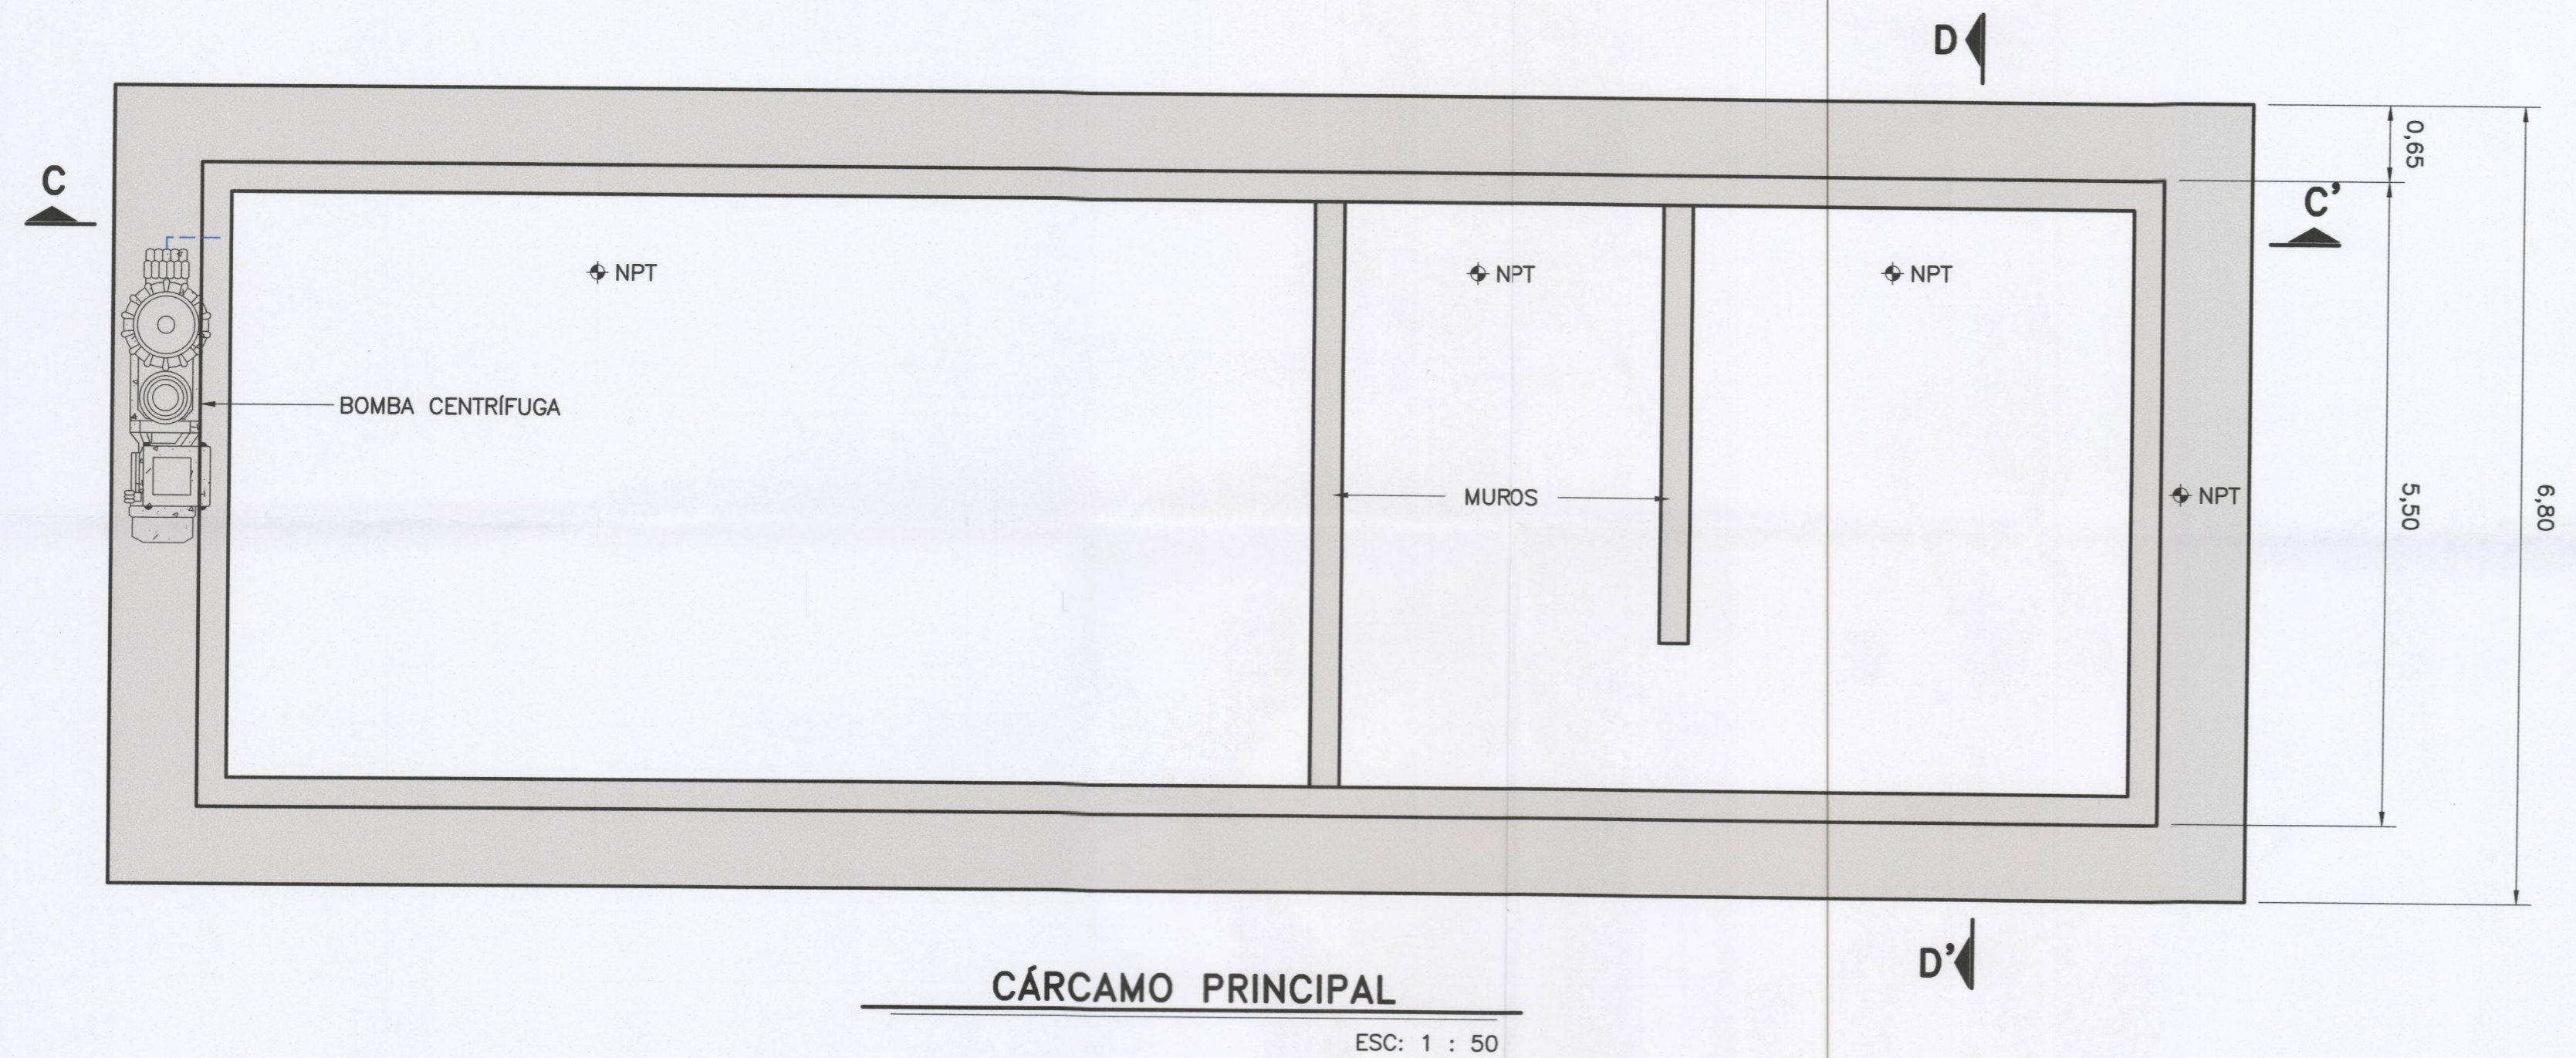 D
C
0,65
C'
NPT
NPT
NPT
BOMBA CENTRÍFUGA
MUROS
NPT
5,50
6,80
D'
CÁRCAMO PRINCIPAL
ESC: 1 : 50